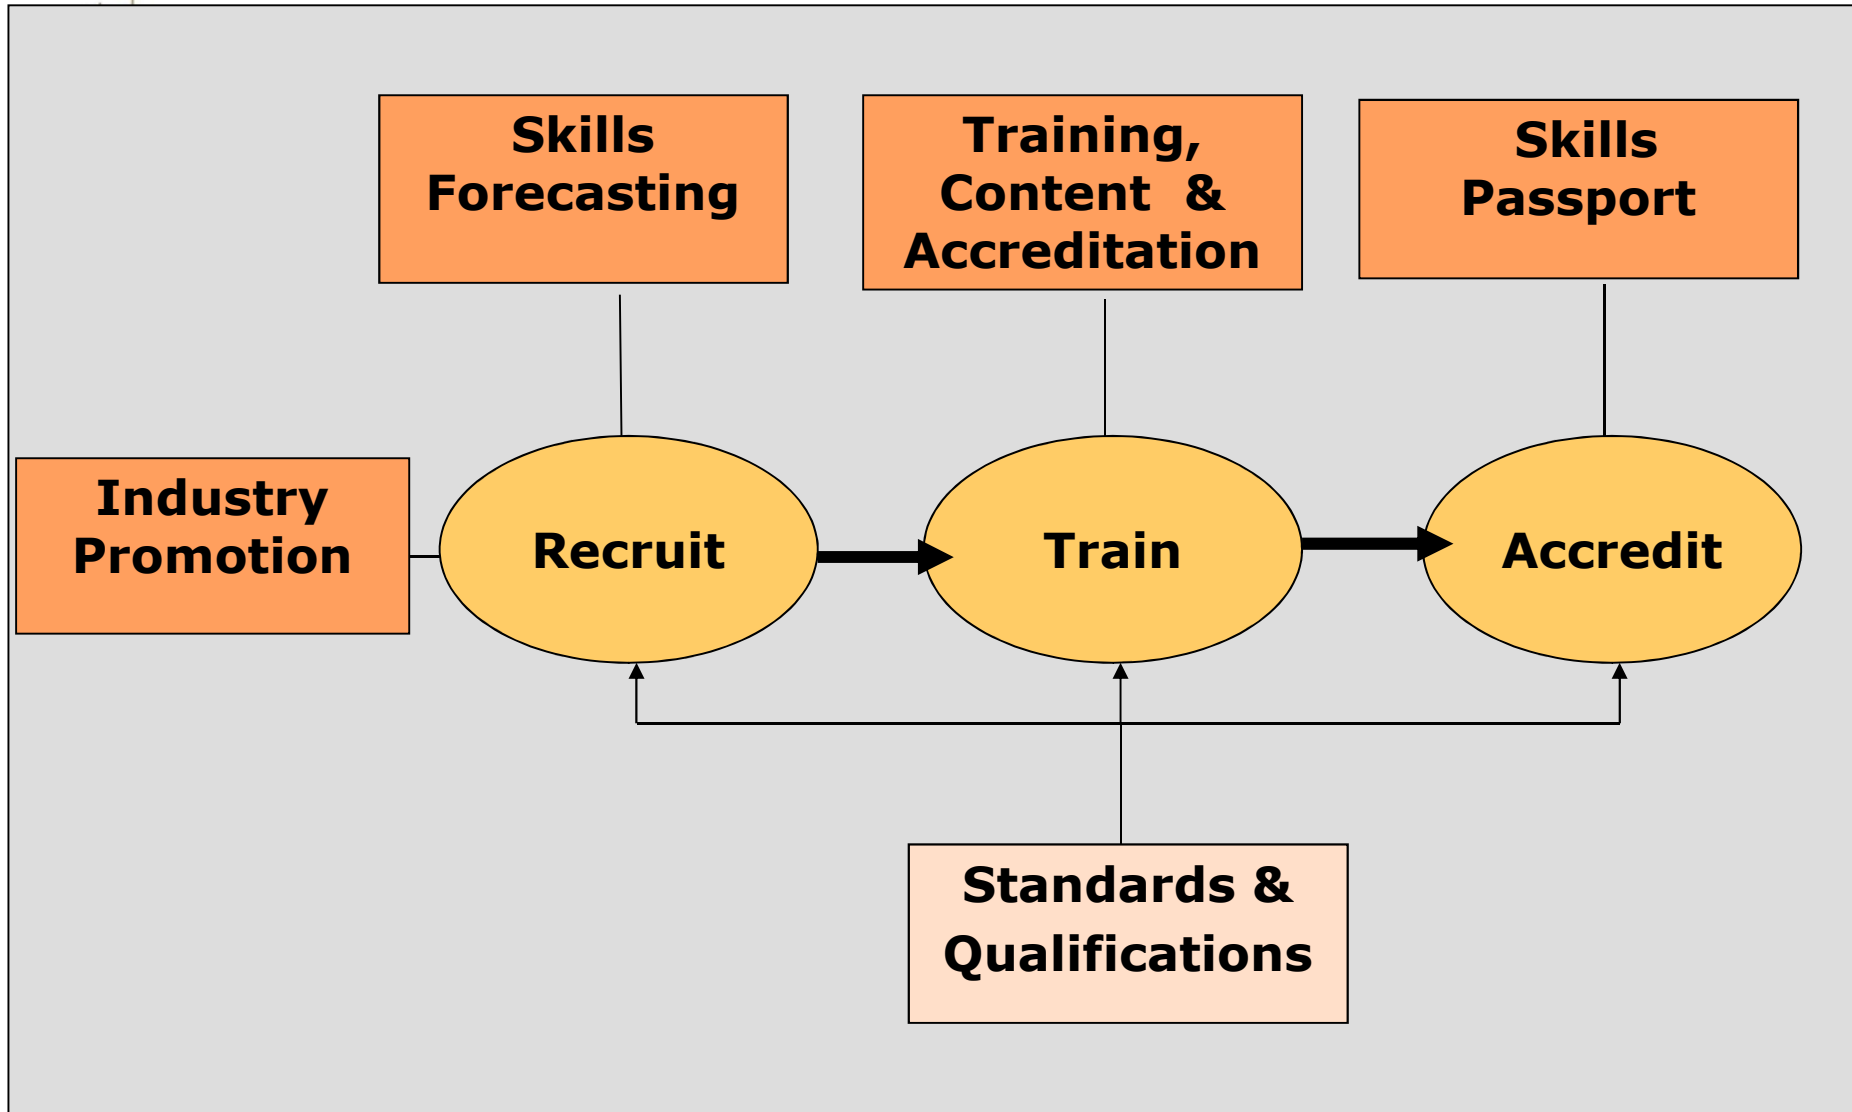 Skills
Forecasting
Training,
Content & 
Accreditation
Skills
Passport
Industry
Promotion
Recruit
Train
Accredit
Standards &
Qualifications